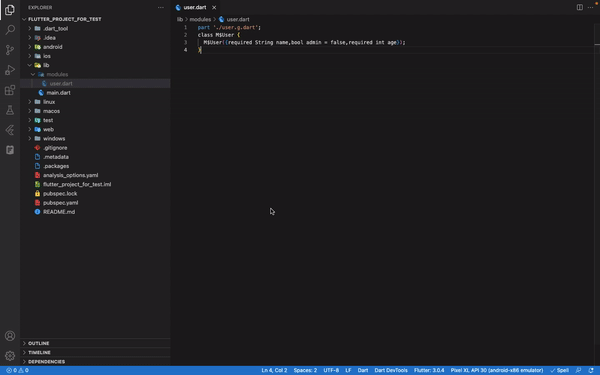 EXPLORER
user.dart
FLUTTER_PROJECT_FOR_TEST
.dart_tool
.idea
android
ios
lib
modules
user.dart
main.dart
linux
macos
test
web
windows
.gitignore
.metadata
.packages
analysis_options.yaml
flutter_project_for_test.iml
pubspec.lock
pubspec.yaml
README.md
OUTLINE
TIMELINE
DEPENDENCIES
lib > modules > user.dart
1 part './user.g.dart';
2 class M$User {
3 M$User({required String name,bool admin = false,required int age});
4 }
0 0
Ln 4, Col 2 Spaces: 2 UTF-8 LF Dart Dart DevTools Flutter: 3.0.4 Pixel XL API 30 (android-x86 emulator) Spell